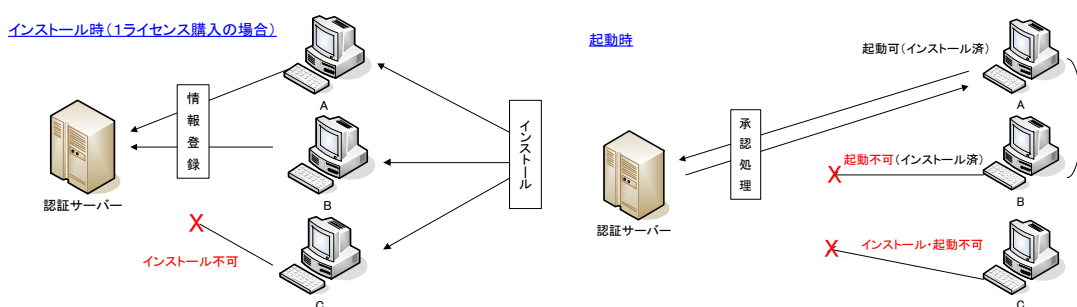 インストール時(1ライセンス購入の場合)
情報登録
A
インストール
認証サーバー
B
インストール不可
C
起動時
起動可(インストール済)
A
承認処理
起動不可(インストール済)
認証サーバー
B
インストール・起動不可
C